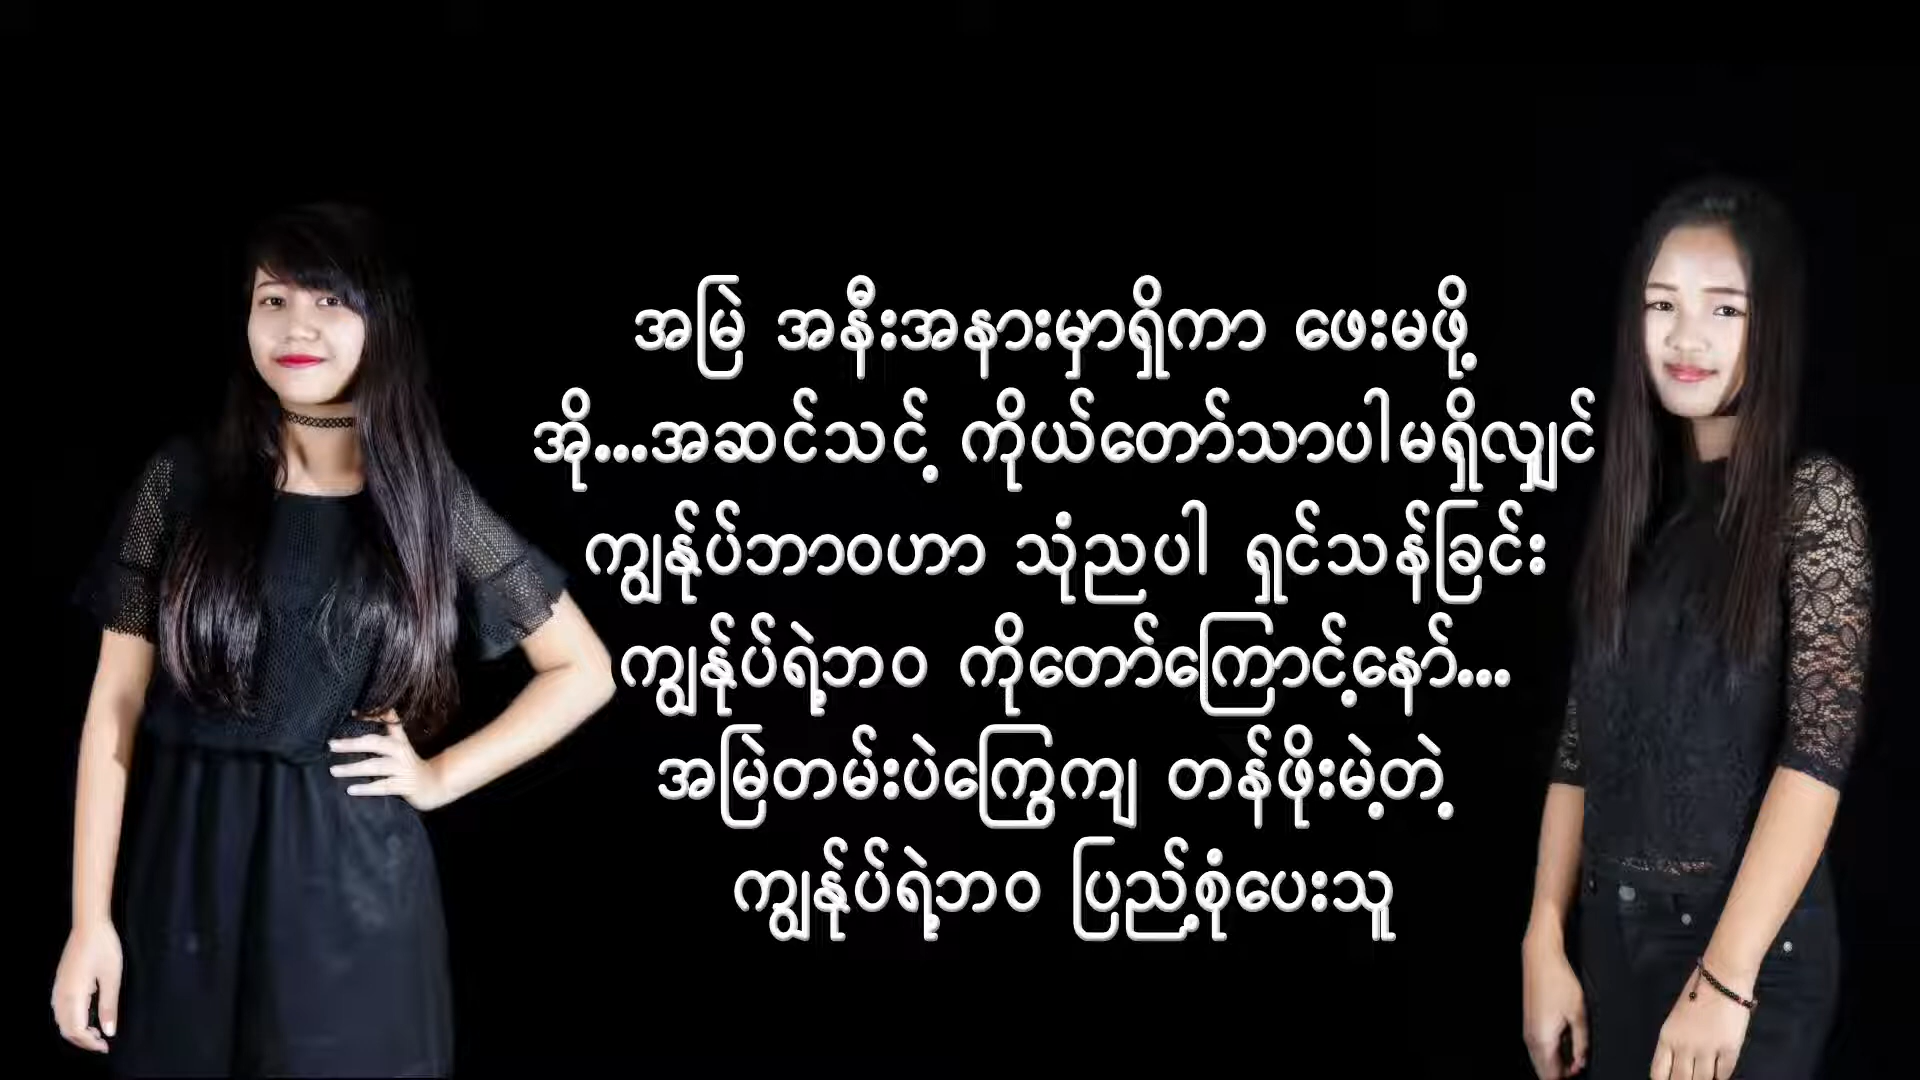 အမြဲ အနီးအနားမှာရှိကာ ဖေးမဖို့
အို...အဆင်သင့် ကိုယ်တော်သာပါမရှိလျှင်
ကျွန်ုပ်ဘာဝဟာ သုံညပါ ရှင်သန်ခြင်း
ကျွန်ုပ်ရဲ့ဘဝ ကိုတော်ကြောင့်နော်...
အမြဲတမ်းပဲကြွေကျ တန်ဖိုးမဲ့တဲ့
ကျွန်ုပ်ရဲ့ဘဝ ပြည့်စုံပေးသူ